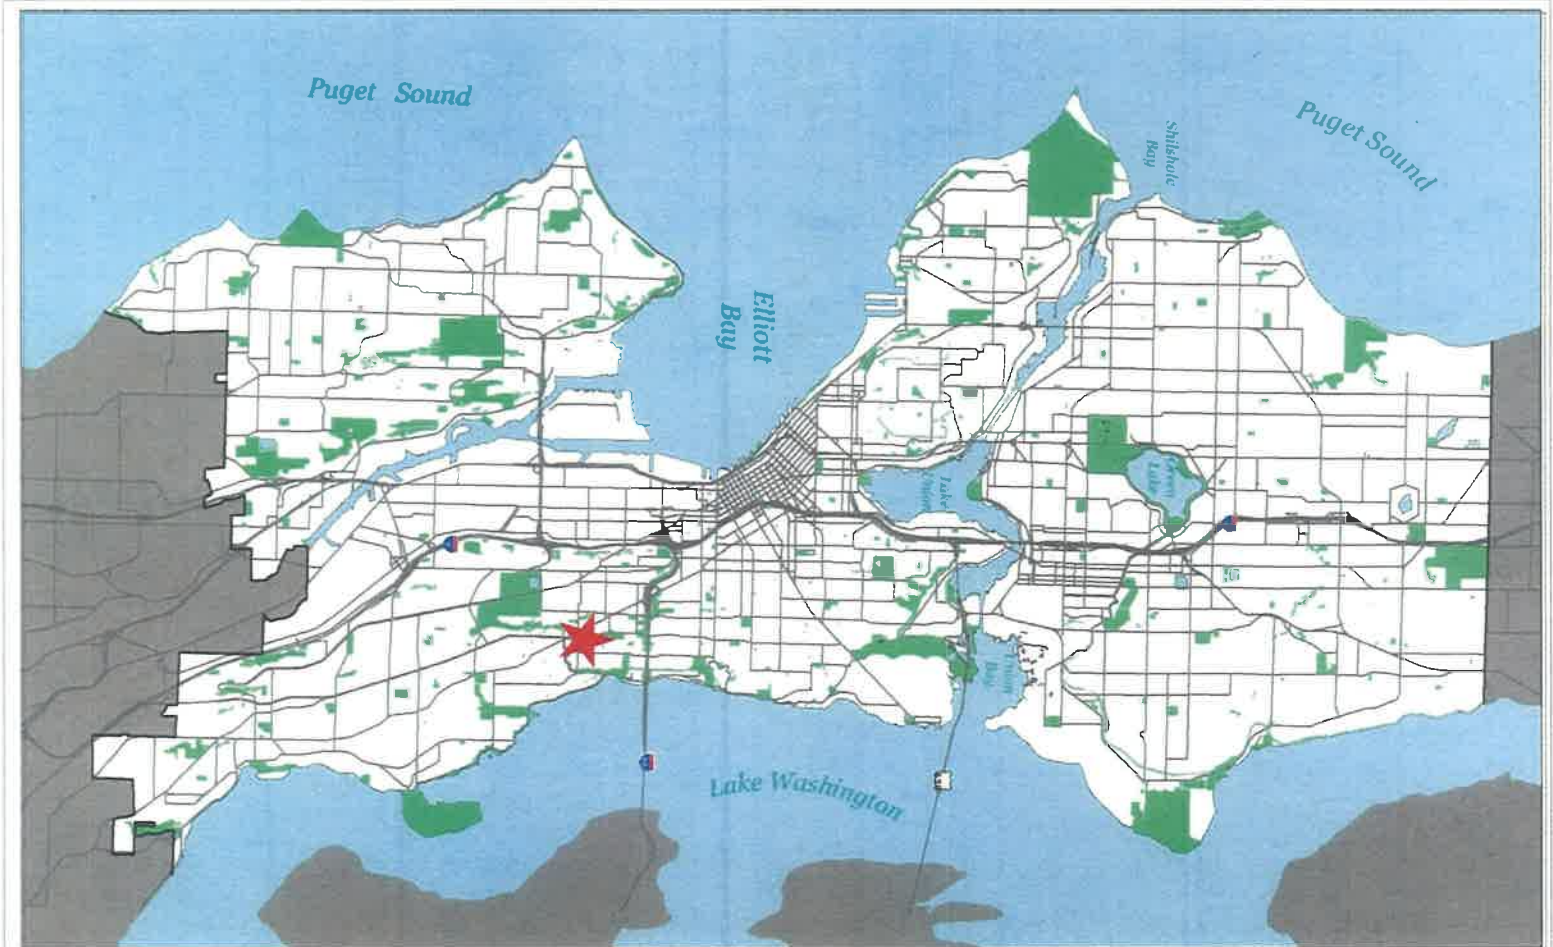 Puget Sound
Puget Sound
Shilshole
Bay
Elliott
Bay
Lake
Union
Green
Lake
Union
Bay
Lake Washington